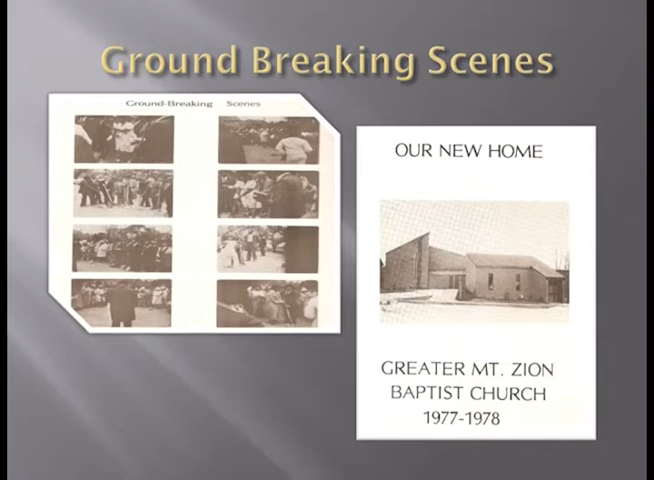 Ground Breaking Scenes
Ground-Breaking Scenes
OUR NEW HOME
GREATER MT. ZION
BAPTIST CHURCH
1977-1978